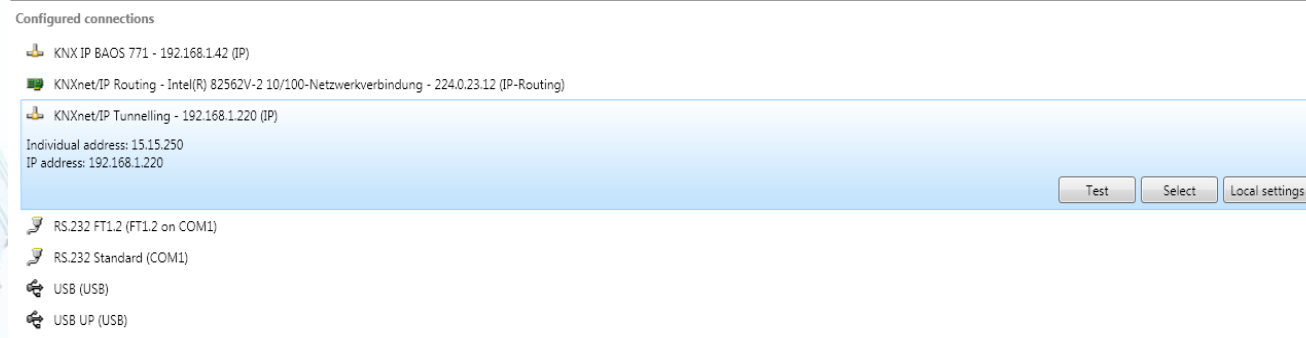 Configured connections
KNX IP BAOS 771 - 192.168.1.42 (IP)
KNXnet/IP Routing - Intel(R) 82562V-2 10/100-Netzwerkverbindung - 224.0.23.12 (IP-Routing)
KNXnet/IP Tunnelling - 192.168.1.220 (IP)
Individual address: 15.15.250
IP address: 192.168.1.220
Test Select Local settings
RS.232 FT1.2 (FT1.2 on COM1)
RS.232 Standard (COM1)
USB (USB)
USB UP (USB)